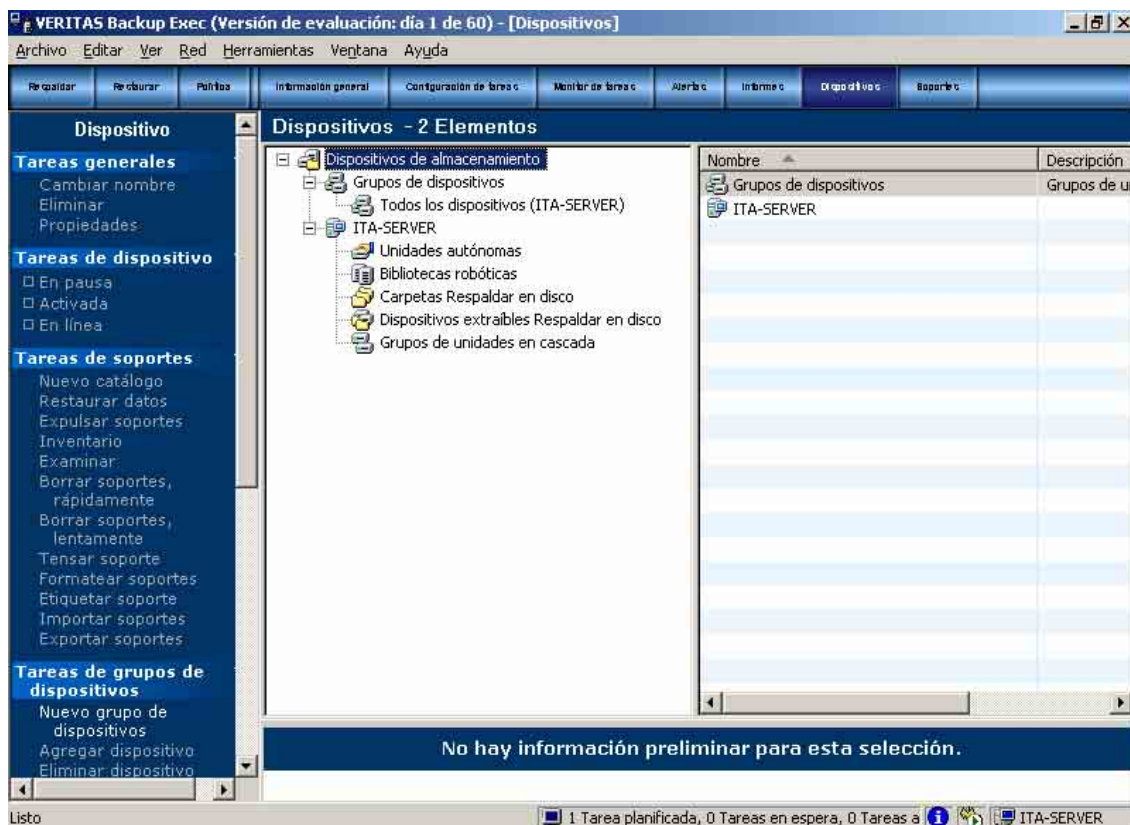 VERITAS Backup Exec (Versión de evaluación: día 1 de 60) - [Dispositivos]
Archivo Editar Ver Red Herramientas Ventana Ayuda
Respaldar Restaurar Política Información general Configuración de tareas Monitor de tareas Alertas Informes Dispositivos Soportes
Dispositivo
Tareas generales
Cambiar nombre
Eliminar
Propiedades
Tareas de dispositivo
En pausa
Activada
En línea
Tareas de soportes
Nuevo catálogo
Restaurar datos
Expulsar soportes
Inventario
Examinar
Borrar soportes,
rápidamente
Borrar soportes,
lentamente
Tensar soporte
Formatear soportes
Etiquetar soporte
Importar soportes
Exportar soportes
Tareas de grupos de
dispositivos
Nuevo grupo de
dispositivos
Agregar dispositivo
Eliminar dispositivo
Dispositivos - 2 Elementos
Dispositivos de almacenamiento
Grupos de dispositivos
Todos los dispositivos (ITA-SERVER)
ITA-SERVER
Unidades autónomas
Bibliotecas robóticas
Carpetas Respaldar en disco
Dispositivos extraíbles Respaldar en disco
Grupos de unidades en cascada
Nombre Descripción
Grupos de dispositivos Grupos de u
ITA-SERVER
No hay información preliminar para esta selección.
Listo 1 Tarea planificada, 0 Tareas en espera, 0 Tareas a ITA-SERVER